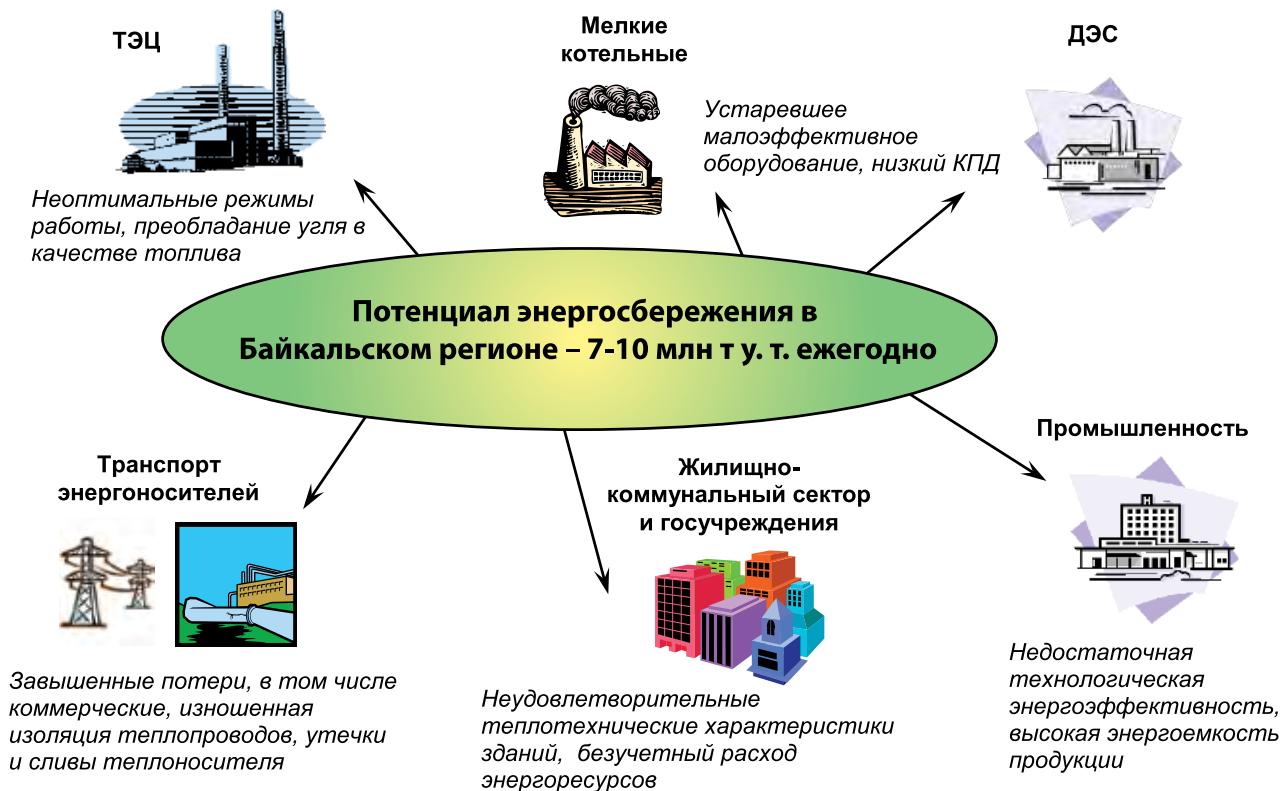 ТЭЦ
Неоптимальные режимы
работы, преобладание угля в
качестве топлива
Мелкие
котельные
Устаревшее
малоэффективное
оборудование, низкий КПД
ДЭС
Потенциал энергосбережения в
Байкальском регионе – 7-10 млн т у. т. ежегодно
Транспорт
энергоносителей
Завышенные потери, в том числе
коммерческие, изношенная
изоляция теплопроводов, утечки
и сливы теплоносителя
Жилищно-
коммунальный сектор
и госучреждения
Неудовлетворительные
теплотехнические характеристики
зданий, безучетный расход
энергоресурсов
Промышленность
Недостаточная
технологическая
энергоэффективность,
высокая энергоемкость
продукции